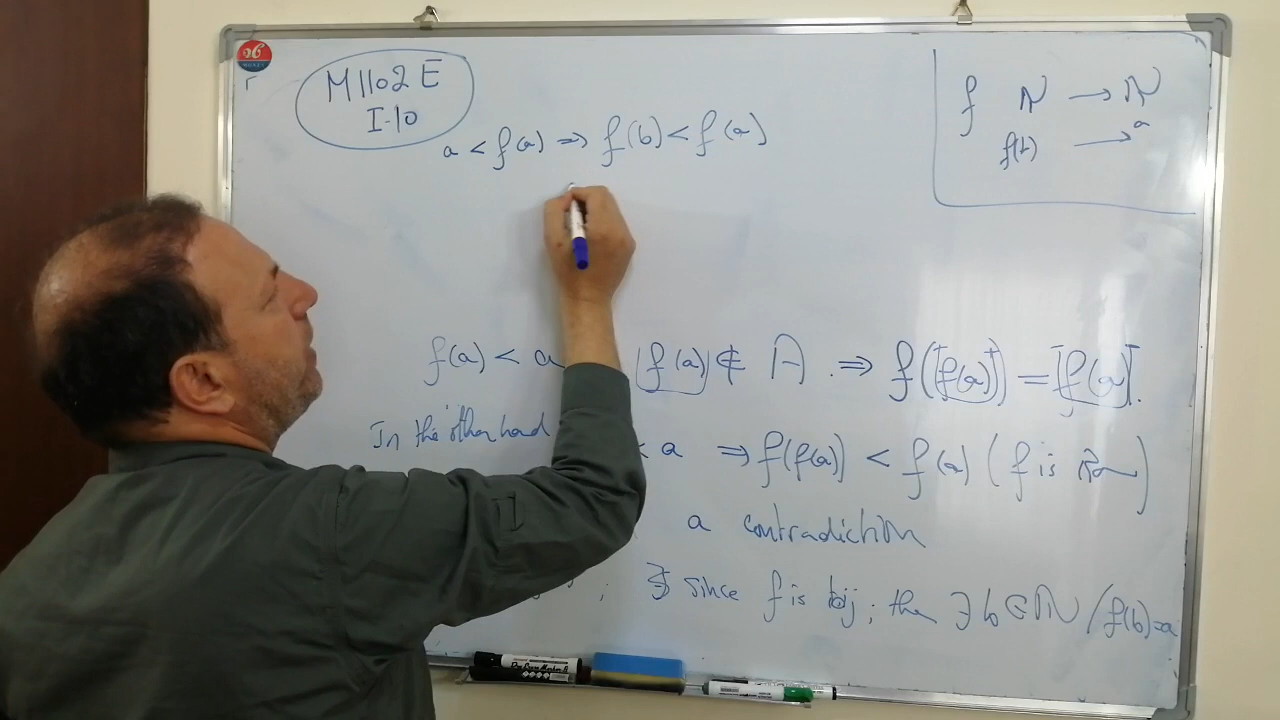 M1102 E
I-10
a < f(a) ⇒ f(b) < f(a)
f N → N
f(b) → a
f(a) < a f(a) ∉ A . ⇒ f(f(a)) = f(a).
In the other hand < a ⇒ f(f(a)) < f(a) ( f is )
a contradiction
; since f is bij ; then ∃ b ∈ N / f(b)=a